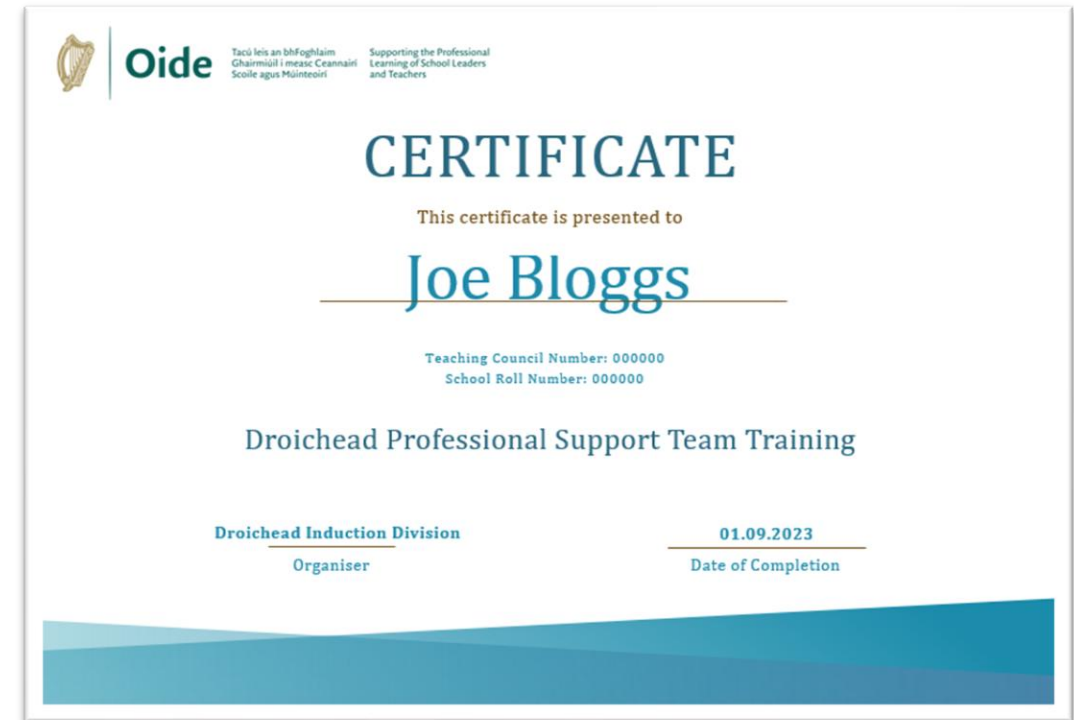 Oide
Tacú leis an bhFoghlaim
Ghairmiúil i measc Ceannairí
Scoile agus Múinteoirí
Supporting the Professional
Learning of School Leaders
and Teachers
CERTIFICATE
This certificate is presented to
Joe Bloggs
Teaching Council Number: 000000
School Roll Number: 000000
Droichead Professional Support Team Training
Droichead Induction Division
Organiser
01.09.2023
Date of Completion